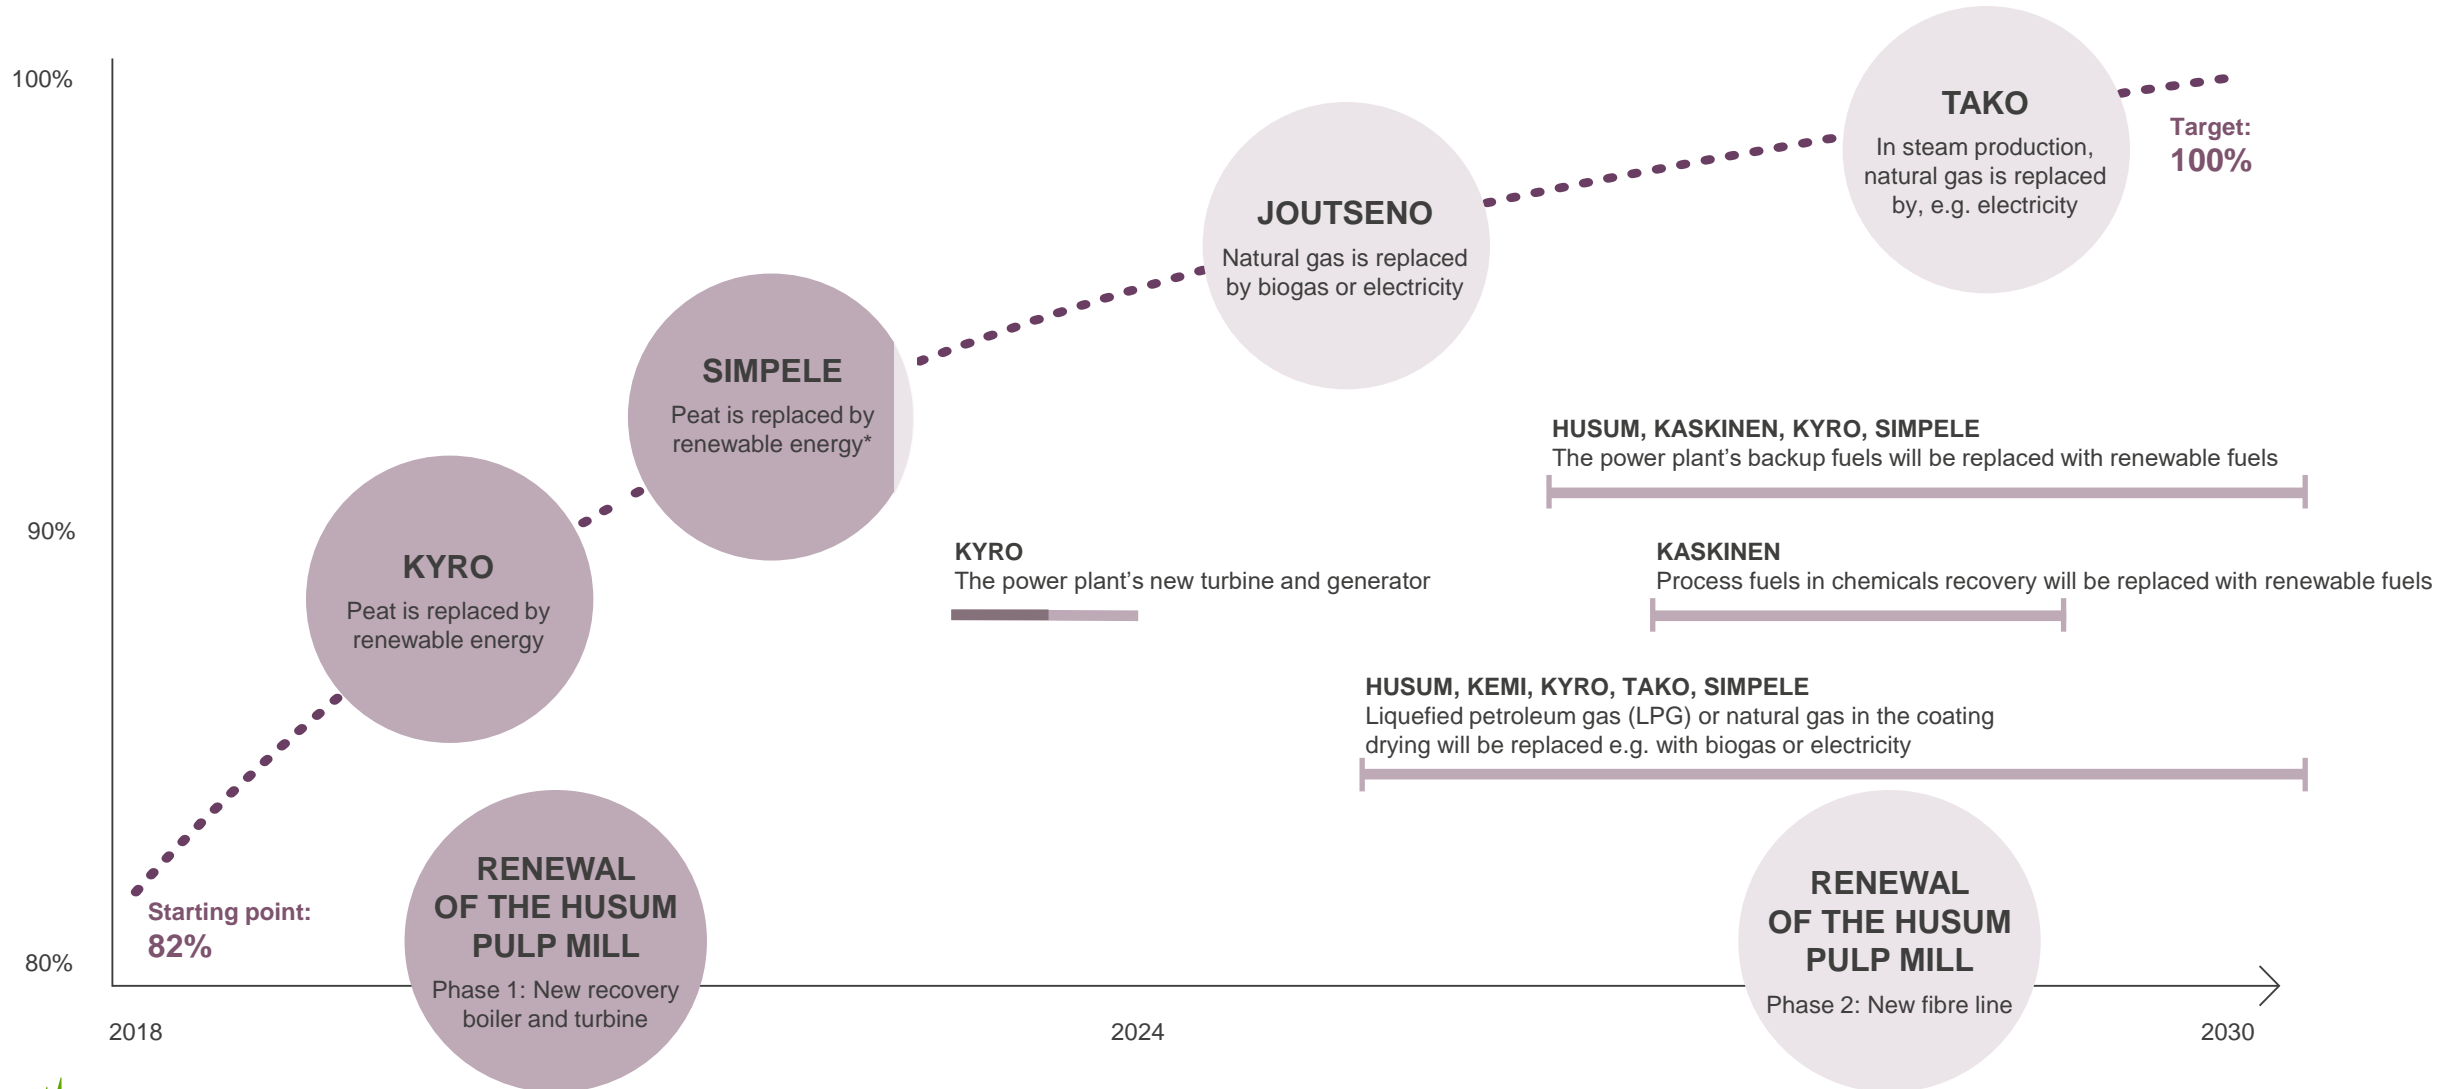 100%
90%
80%
2018
2024
2030
Starting point:
82%
KYRO
Peat is replaced by
renewable energy
RENEWAL
OF THE HUSUM
PULP MILL
Phase 1: New recovery
boiler and turbine
SIMPELE
Peat is replaced by
renewable energy*
KYRO
The power plant's new turbine and generator
JOUTSENO
Natural gas is replaced
by biogas or electricity
TAKO
In steam production,
natural gas is replaced
by, e.g. electricity
Target:
100%
HUSUM, KASKINEN, KYRO, SIMPELE
The power plant's backup fuels will be replaced with renewable fuels
KASKINEN
Process fuels in chemicals recovery will be replaced with renewable fuels
HUSUM, KEMI, KYRO, TAKO, SIMPELE
Liquefied petroleum gas (LPG) or natural gas in the coating
drying will be replaced e.g. with biogas or electricity
RENEWAL
OF THE HUSUM
PULP MILL
Phase 2: New fibre line